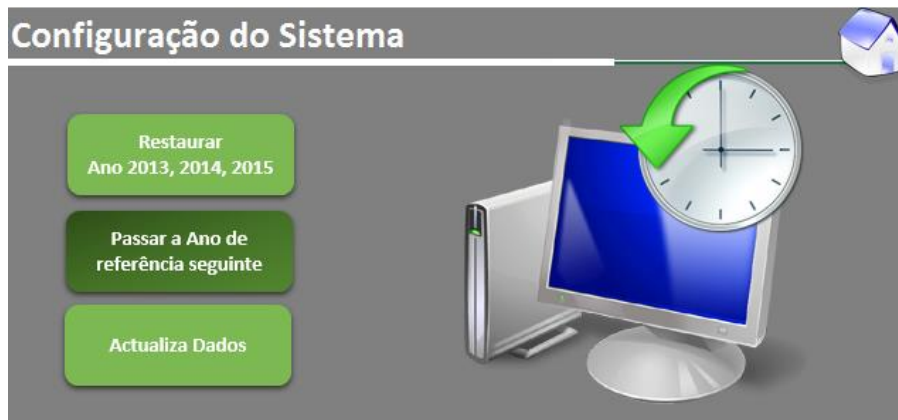 Configuração do Sistema
Restaurar
Ano 2013, 2014, 2015
Passar a Ano de
referência seguinte
Actualiza Dados